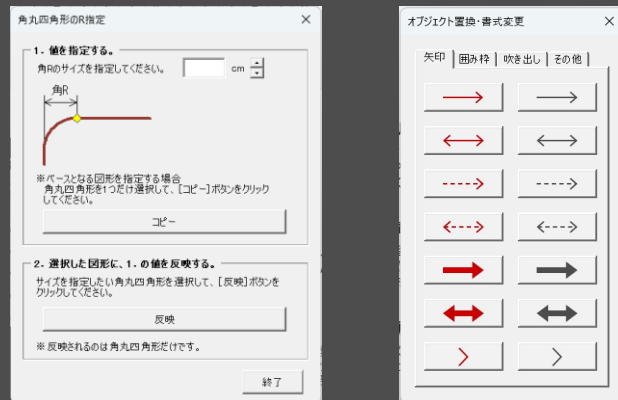 角丸四角形のR指定
1. 値を指定する。
角Rのサイズを指定してください。 cm
角R
※ベースとなる図形を指定する場合
角丸四角形を1つだけ選択して、[コピー]ボタンをクリック
してください。
コピー
2. 選択した図形に、1. の値を反映する。
サイズを指定したい角丸四角形を選択して、[反映]ボタンを
クリックしてください。
反映
※反映されるのは角丸四角形だけです。
終了
オブジェクト置換・書式変更
矢印 囲み枠 吹き出し その他